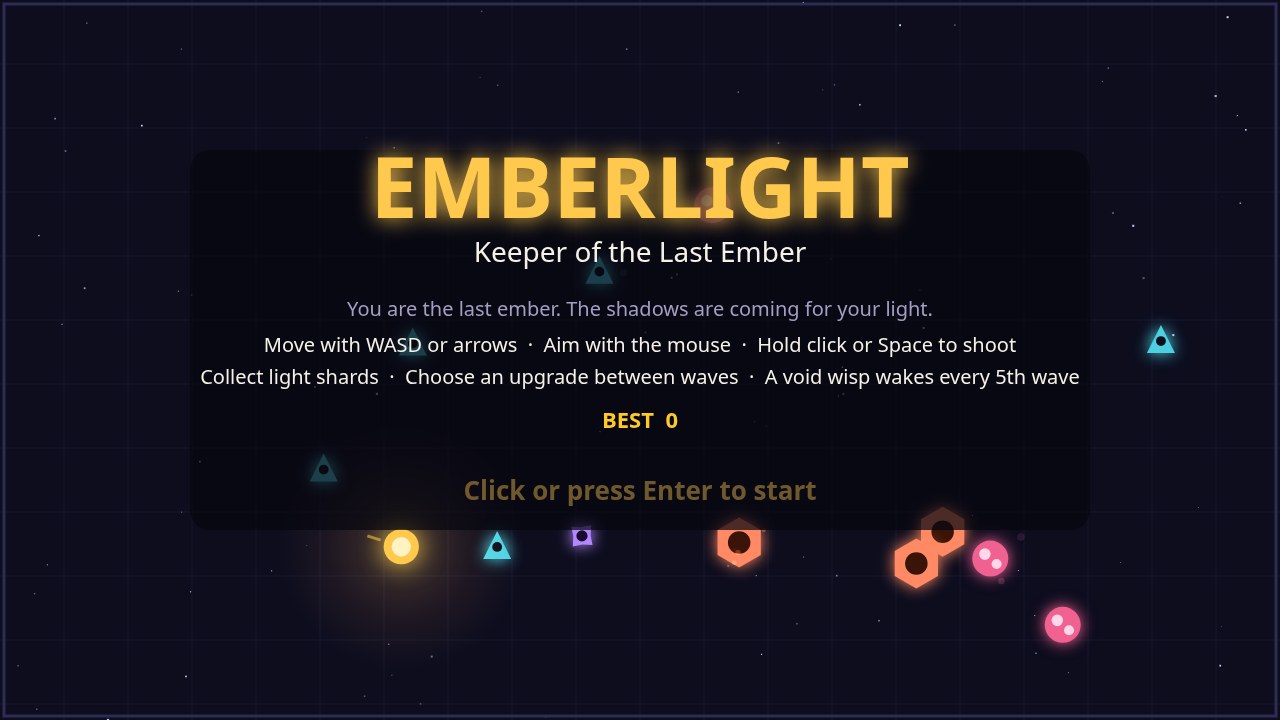 EMBERLIGHT
Keeper of the Last Ember
You are the last ember. The shadows are coming for your light.
Move with WASD or arrows · Aim with the mouse · Hold click or Space to shoot
Collect light shards · Choose an upgrade between waves · A void wisp wakes every 5th wave
BEST 0
Click or press Enter to start